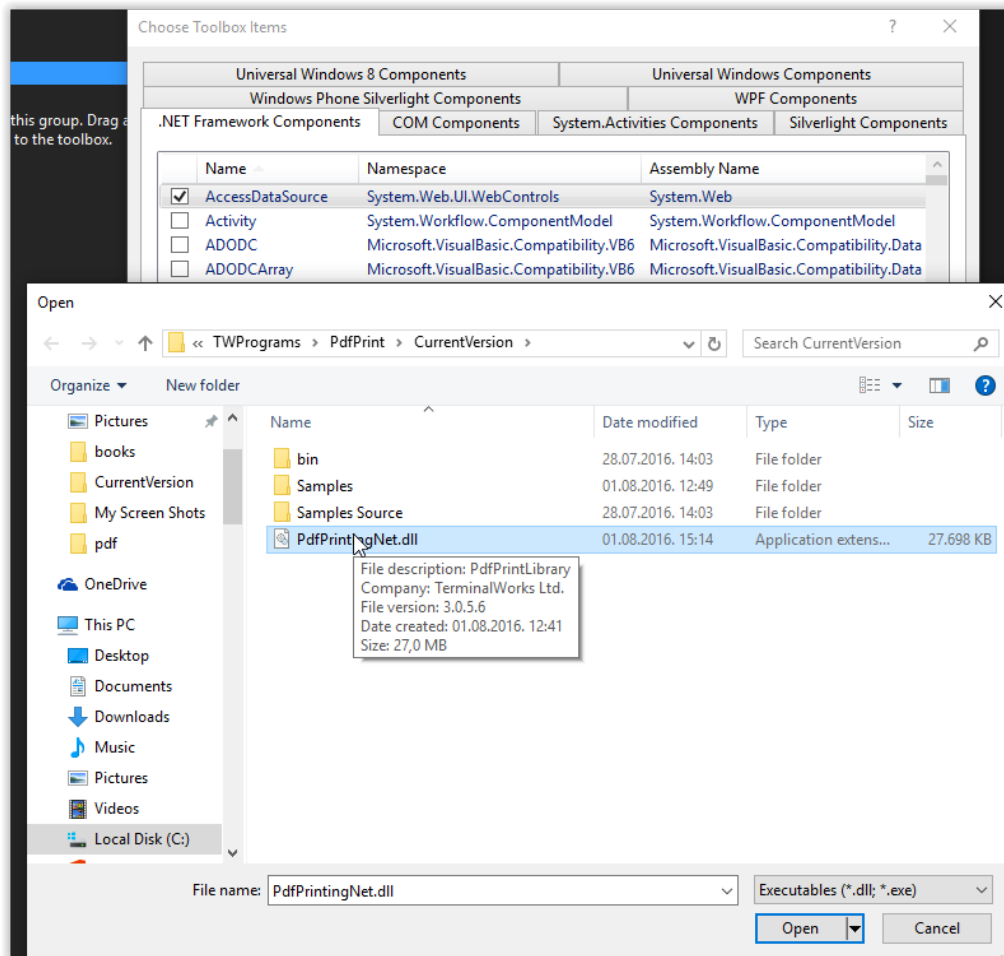 Choose Toolbox Items
?
Universal Windows 8 Components Universal Windows Components
Windows Phone Silverlight Components WPF Components
.NET Framework Components COM Components System.Activities Components Silverlight Components
this group. Drag a
to the toolbox.
Name Namespace Assembly Name
AccessDataSource System.Web.UI.WebControls System.Web
Activity System.Workflow.ComponentModel System.Workflow.ComponentModel
ADODC Microsoft.VisualBasic.Compatibility.VB6 Microsoft.VisualBasic.Compatibility.Data
ADODCArray Microsoft.VisualBasic.Compatibility.VB6 Microsoft.VisualBasic.Compatibility.Data
Open
« TWPrograms › PdfPrint › CurrentVersion ›
Search CurrentVersion
Organize New folder
?
Name Date modified Type Size
Pictures
books
CurrentVersion
My Screen Shots
pdf
OneDrive
This PC
Desktop
Documents
Downloads
Music
Pictures
Videos
Local Disk (C:)
bin 28.07.2016. 14:03 File folder
Samples 01.08.2016. 12:49 File folder
Samples Source 28.07.2016. 14:03 File folder
PdfPrintingNet.dll 01.08.2016. 15:14 Application extens... 27.698 KB
File description: PdfPrintLibrary
Company: TerminalWorks Ltd.
File version: 3.0.5.6
Date created: 01.08.2016. 12:41
Size: 27,0 MB
File name: PdfPrintingNet.dll
Executables (*.dll; *.exe)
Open Cancel